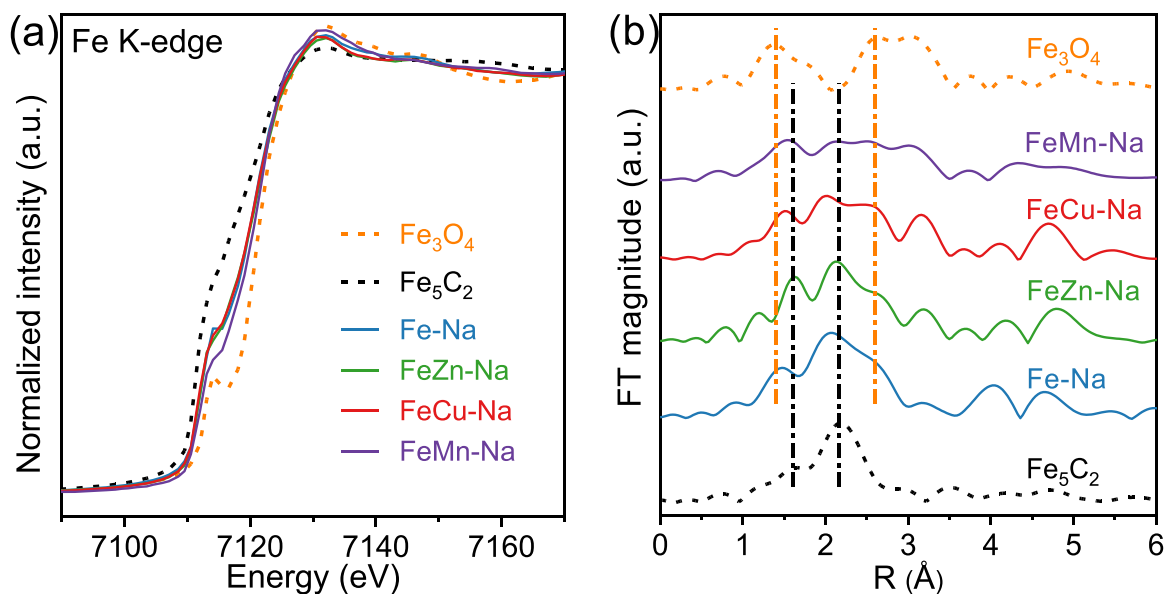 (a)
Fe K-edge
Normalized intensity (a.u.)
Fe₃O₄
Fe₅C₂
Fe-Na
FeZn-Na
FeCu-Na
FeMn-Na
7100 7120 7140 7160
Energy (eV)
(b)
FT magnitude (a.u.)
Fe₃O₄
FeMn-Na
FeCu-Na
FeZn-Na
Fe-Na
Fe₅C₂
0 1 2 3 4 5 6
R (Å)